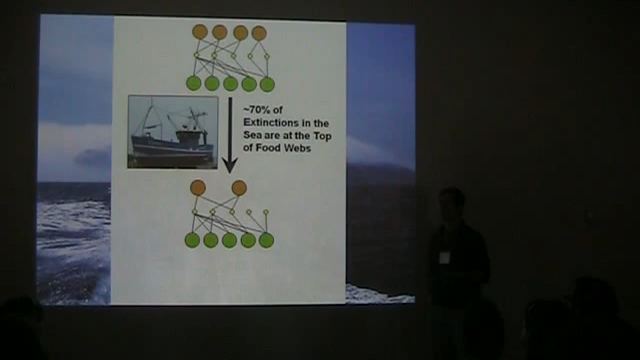 ~70% of
Extinctions in the
Sea are at the Top
of Food Webs